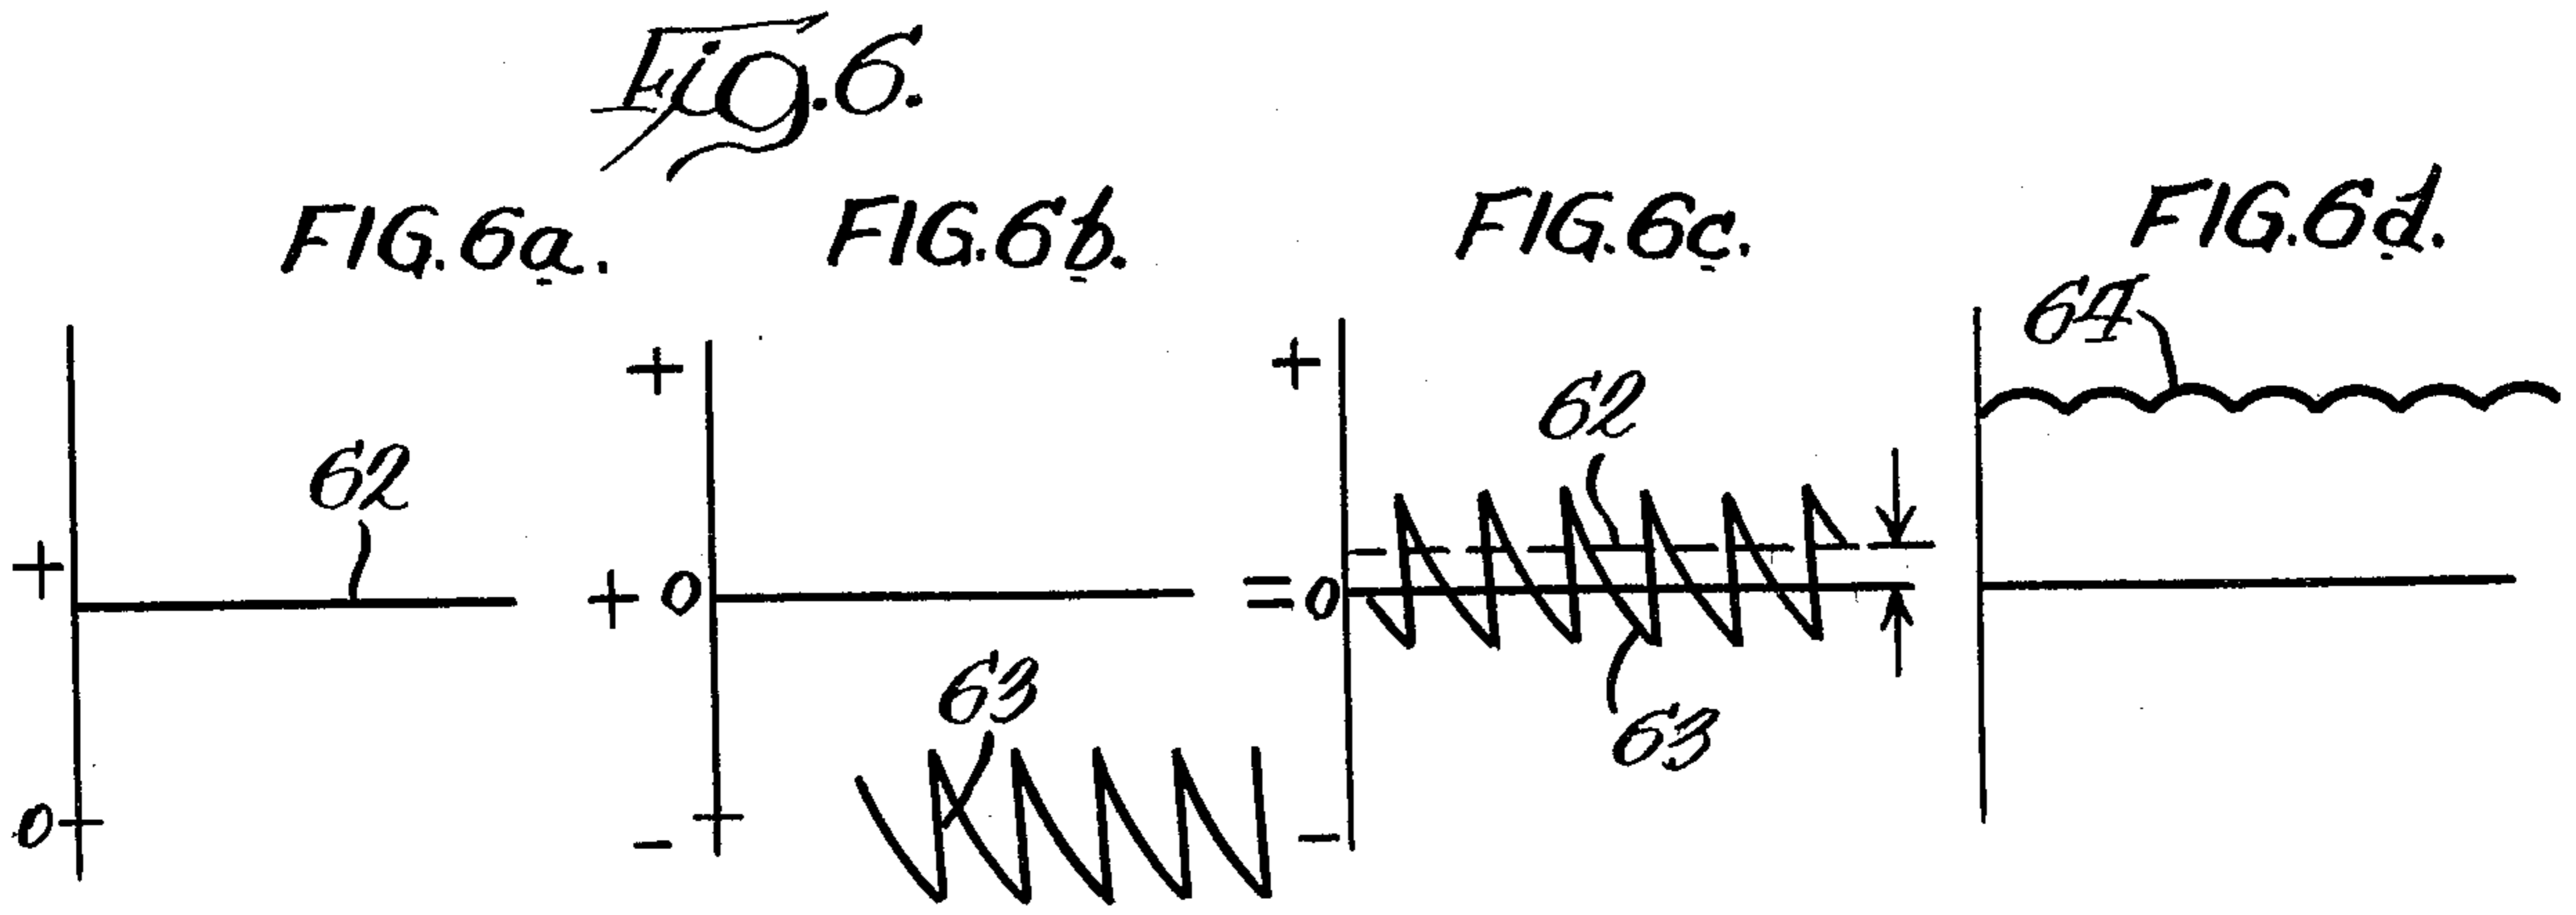 Fig. 6.
FIG. 6a.
FIG. 6b.
FIG. 6c.
FIG. 6d.
+
62
0
+
+ 0
63
-
+
= 0
62
63
-
64